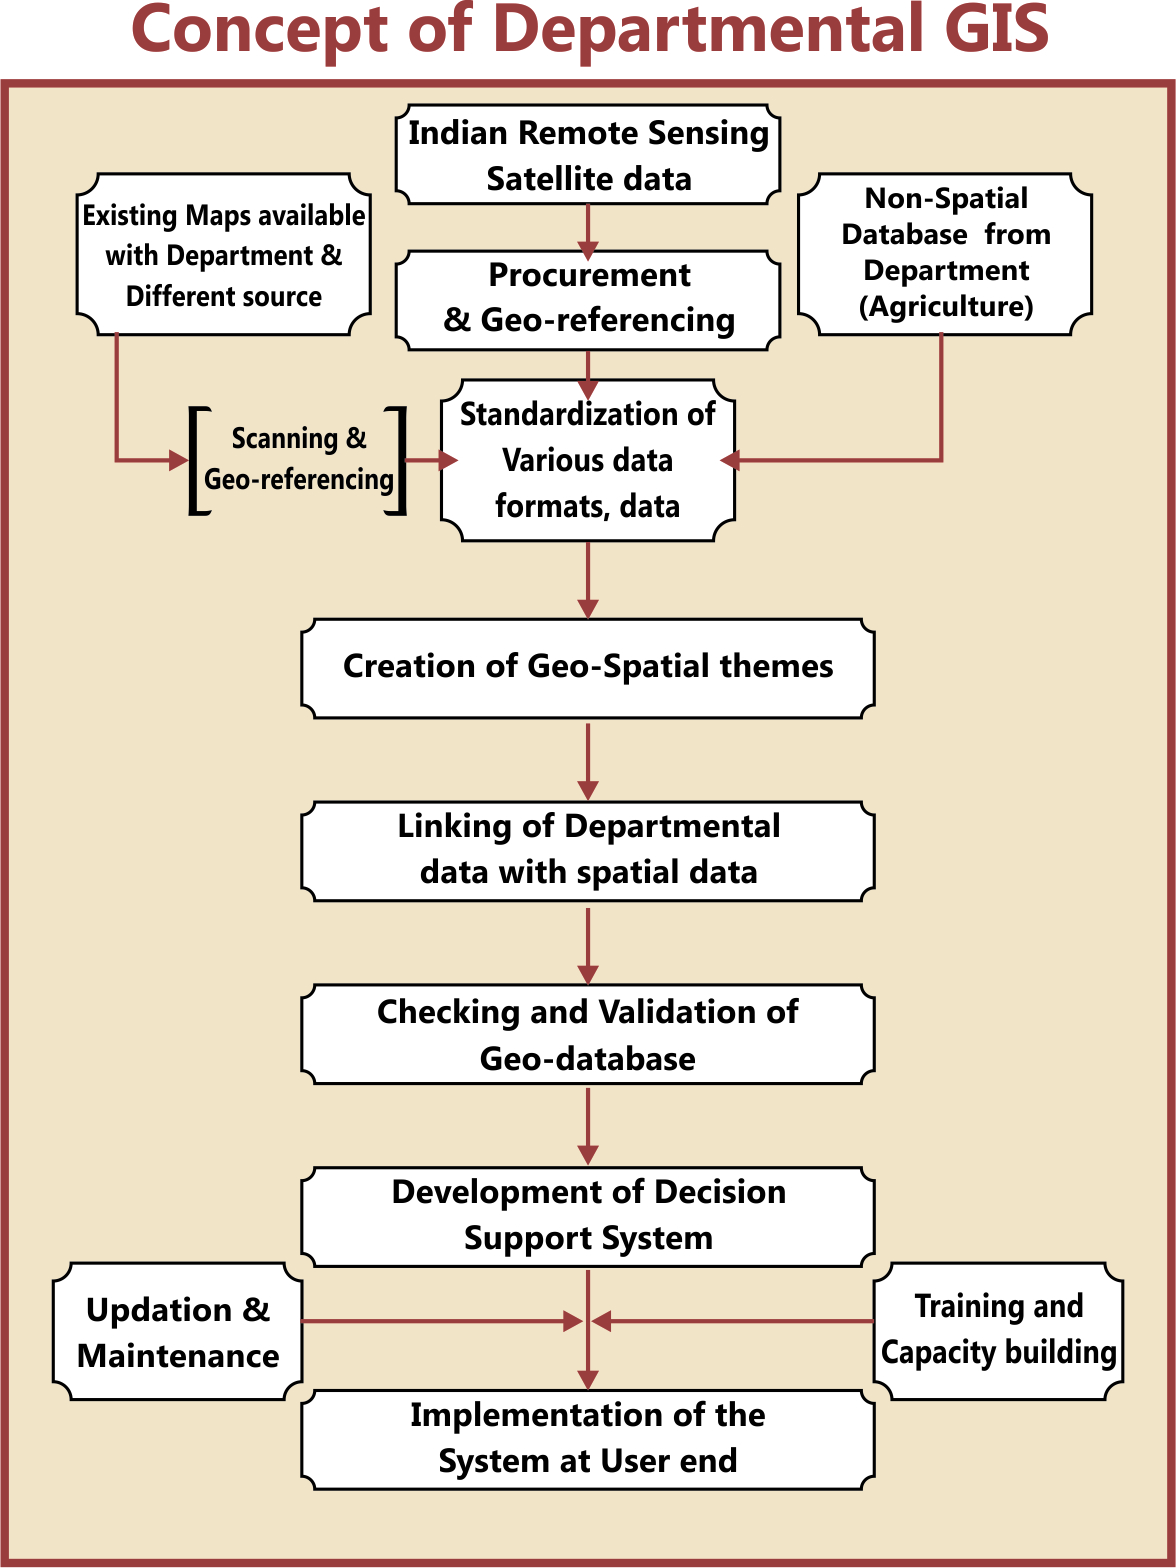 Concept of Departmental GIS
Indian Remote Sensing
Satellite data
Existing Maps available
with Department &
Different source
Non-Spatial
Database from
Department
(Agriculture)
Procurement
& Geo-referencing
Scanning &
Geo-referencing
Standardization of
Various data
formats, data
Creation of Geo-Spatial themes
Linking of Departmental
data with spatial data
Checking and Validation of
Geo-database
Development of Decision
Support System
Updation &
Maintenance
Training and
Capacity building
Implementation of the
System at User end